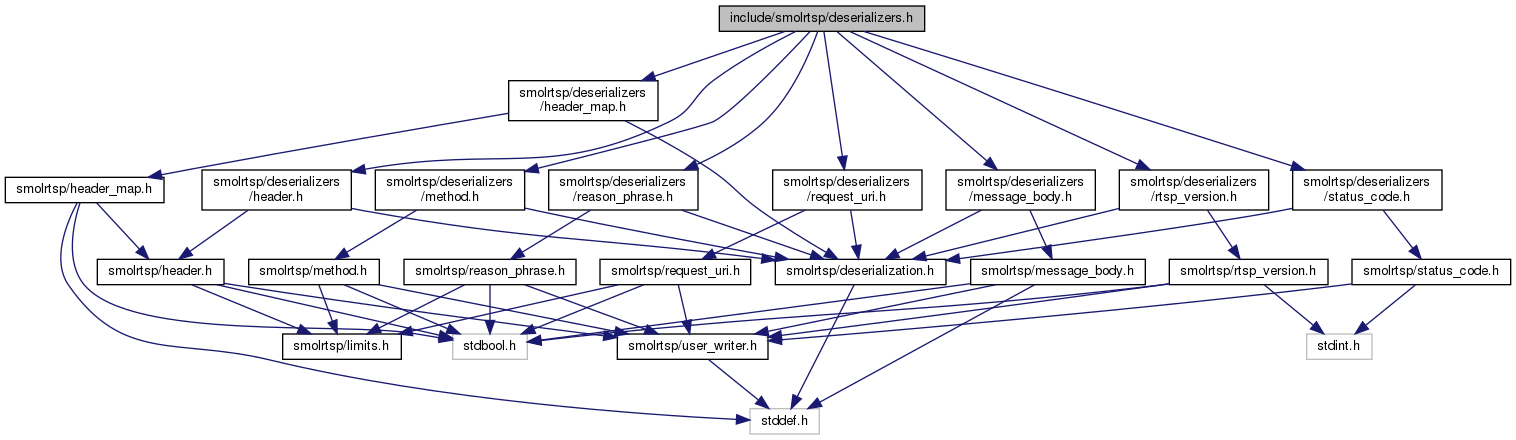 include/smolrtsp/deserializers.h
smolrtsp/deserializers
/header_map.h
smolrtsp/header_map.h
smolrtsp/deserializers
/header.h
smolrtsp/deserializers
/method.h
smolrtsp/deserializers
/reason_phrase.h
smolrtsp/deserializers
/request_uri.h
smolrtsp/deserializers
/message_body.h
smolrtsp/deserializers
/rtsp_version.h
smolrtsp/deserializers
/status_code.h
smolrtsp/header.h
smolrtsp/method.h
smolrtsp/reason_phrase.h
smolrtsp/request_uri.h
smolrtsp/deserialization.h
smolrtsp/message_body.h
smolrtsp/rtsp_version.h
smolrtsp/status_code.h
smolrtsp/limits.h
stdbool.h
smolrtsp/user_writer.h
stdint.h
stddef.h